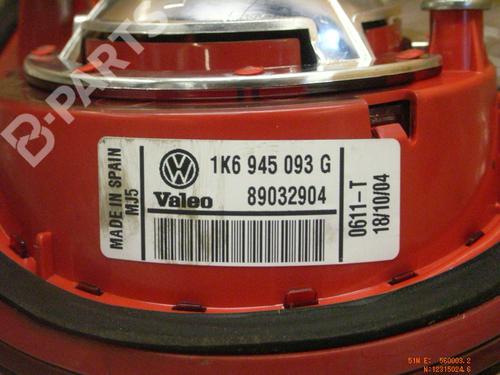 B-PARTS
MADE IN SPAIN
MJ5
VW
1K6 945 093 G
Valeo
89032904
0611-T
18/10/04
51N E: 560003.2
N:12315024.6